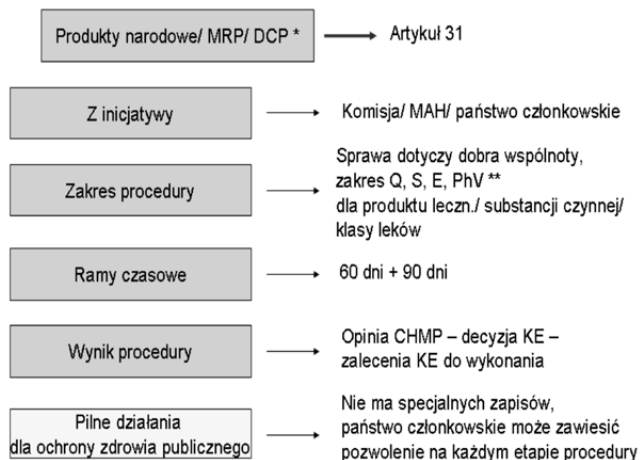 Produkty narodowe/ MRP/ DCP *
Artykuł 31
Z inicjatywy
Komisja/ MAH/ państwo członkowskie
Zakres procedury
Sprawa dotyczy dobra wspólnoty,
zakres Q, S, E, PhV **
dla produktu leczn./ substancji czynnej/
klasy leków
Ramy czasowe
60 dni + 90 dni
Wynik procedury
Opinia CHMP – decyzja KE –
zalecenia KE do wykonania
Pilne działania
dla ochrony zdrowia publicznego
Nie ma specjalnych zapisów,
państwo członkowskie może zawiesić
pozwolenie na każdym etapie procedury